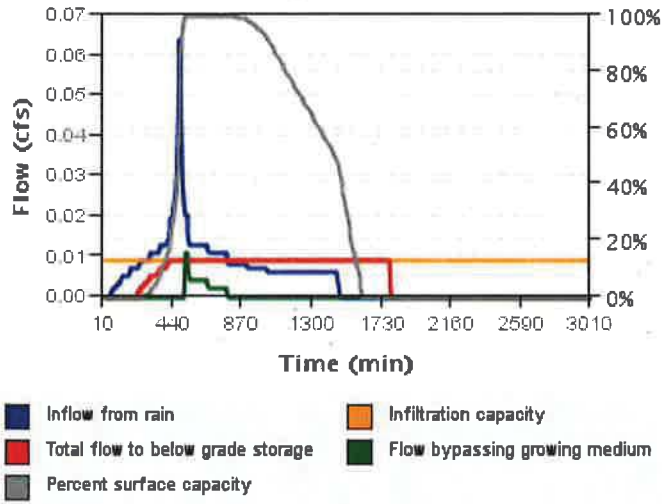 0.07
0.06
0.05
0.04
0.03
0.02
0.01
0.00
Flow (cfs)
100%
80%
60%
40%
20%
0%
10 440 870 1300 1730 2160 2590 3010
Time (min)
Inflow from rain
Infiltration capacity
Total flow to below grade storage
Flow bypassing growing medium
Percent surface capacity